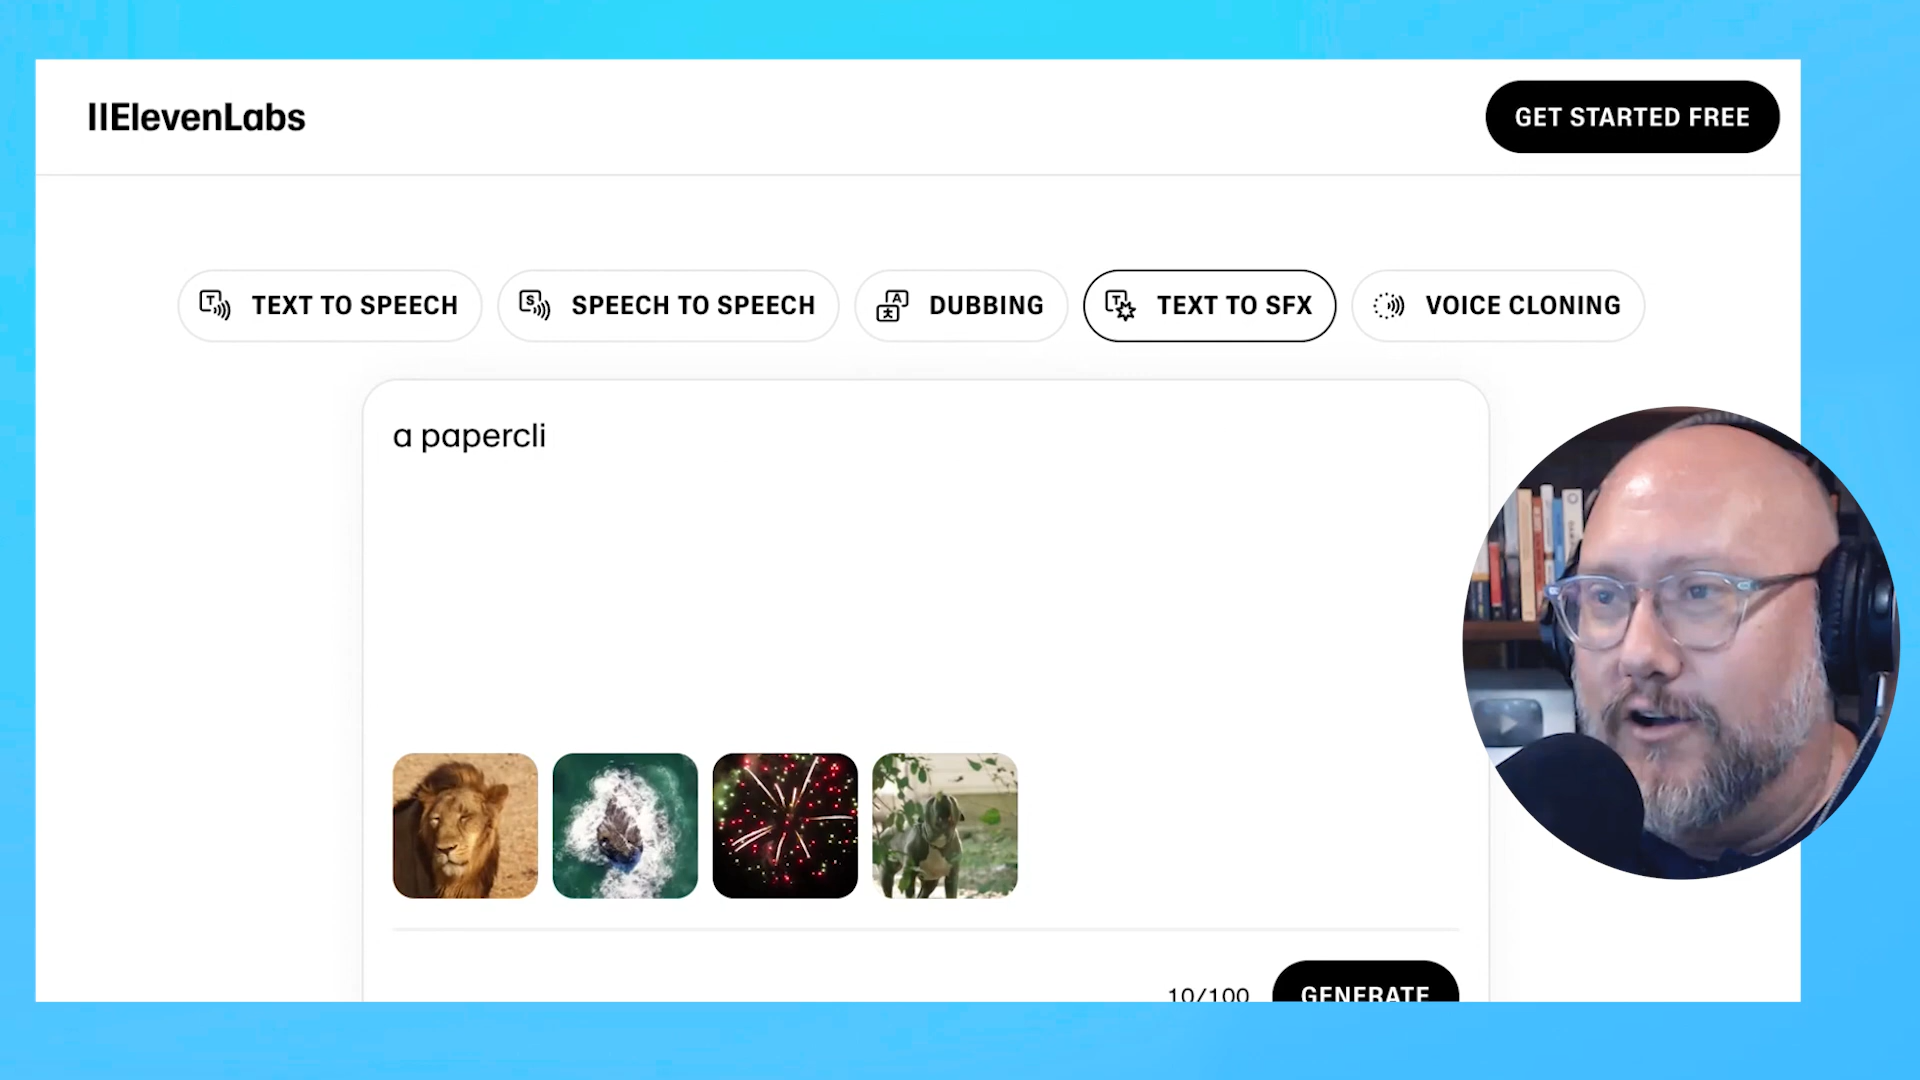 IIElevenLabs
GET STARTED FREE
TEXT TO SPEECH
SPEECH TO SPEECH
DUBBING
TEXT TO SFX
VOICE CLONING
a papercli
10/100
GENERATE